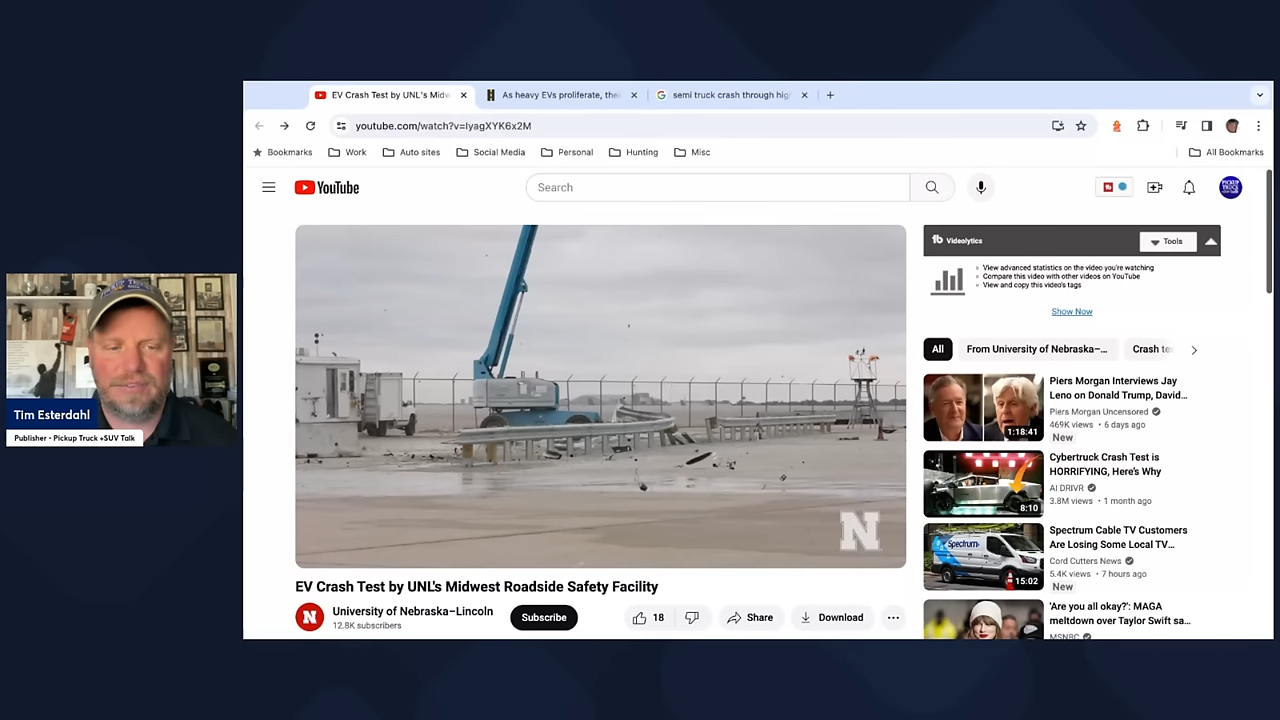 EV Crash Test by UNL's Midw
As heavy EVs proliferate, thei
semi truck crash through hig
youtube.com/watch?v=IyagXYK6x2M
Bookmarks
Work
Auto sites
Social Media
Personal
Hunting
Misc
All Bookmarks
YouTube
Search
Videolytics
Tools
View advanced statistics on the video you're watching
Compare this video with other videos on YouTube
View and copy this video's tags
Show Now
All
From University of Nebraska–...
Crash te
Piers Morgan Interviews Jay
Leno on Donald Trump, David...
Piers Morgan Uncensored
469K views • 6 days ago
New
1:18:41
Cybertruck Crash Test is
HORRIFYING, Here's Why
AI DRIVR
3.8M views • 1 month ago
8:10
Spectrum Cable TV Customers
Are Losing Some Local TV...
Cord Cutters News
5.4K views • 7 hours ago
New
Spectrum
15:02
'Are you all okay?': MAGA
meltdown over Taylor Swift sa...
MSNBC
N
EV Crash Test by UNL's Midwest Roadside Safety Facility
N
University of Nebraska–Lincoln
12.8K subscribers
Subscribe
18
Share
Download
Tim Esterdahl
Publisher - Pickup Truck +SUV Talk